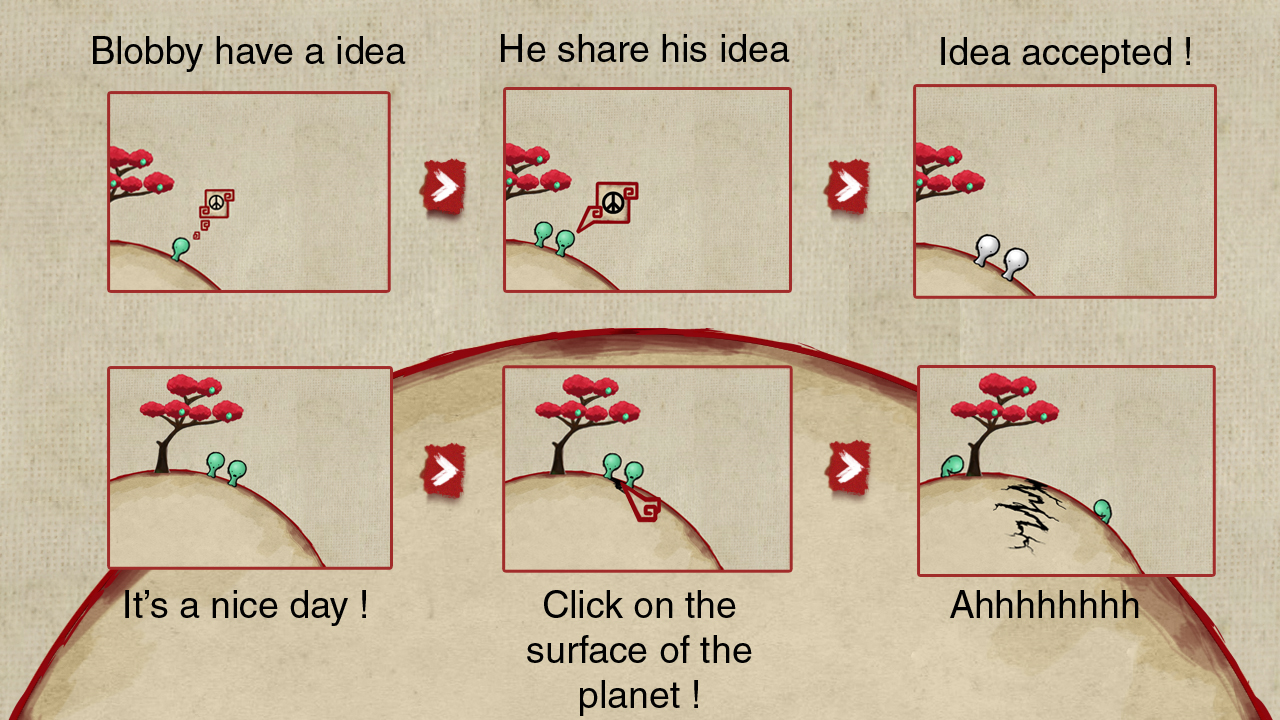 Blobby have a idea
He share his idea
Idea accepted !
It’s a nice day !
Click on the
surface of the
planet !
Ahhhhhhhh